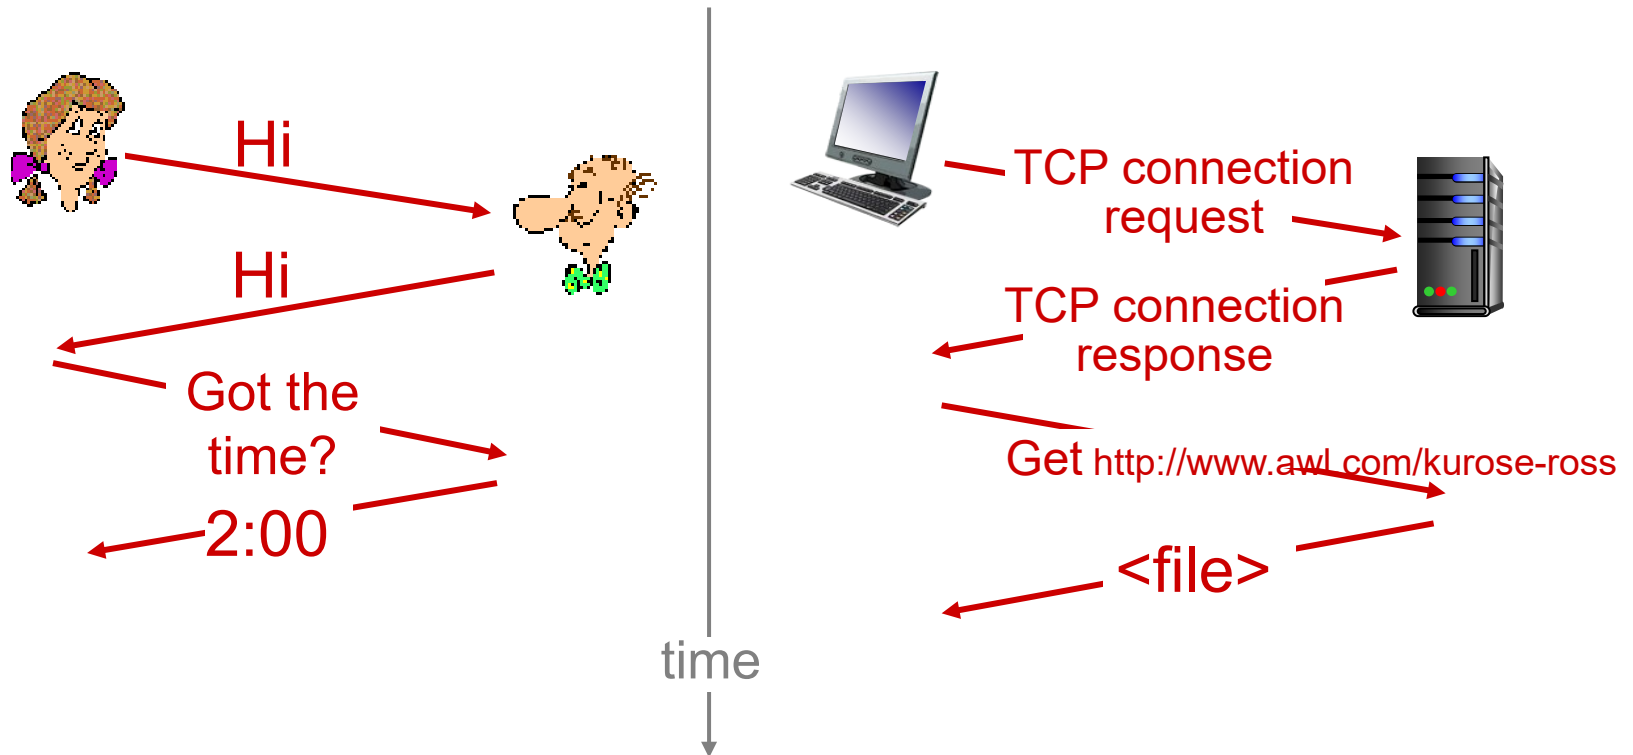 Hi
Hi
Got the
time?
2:00
time
TCP connection
request
TCP connection
response
Get http://www.awl.com/kurose-ross
<file>